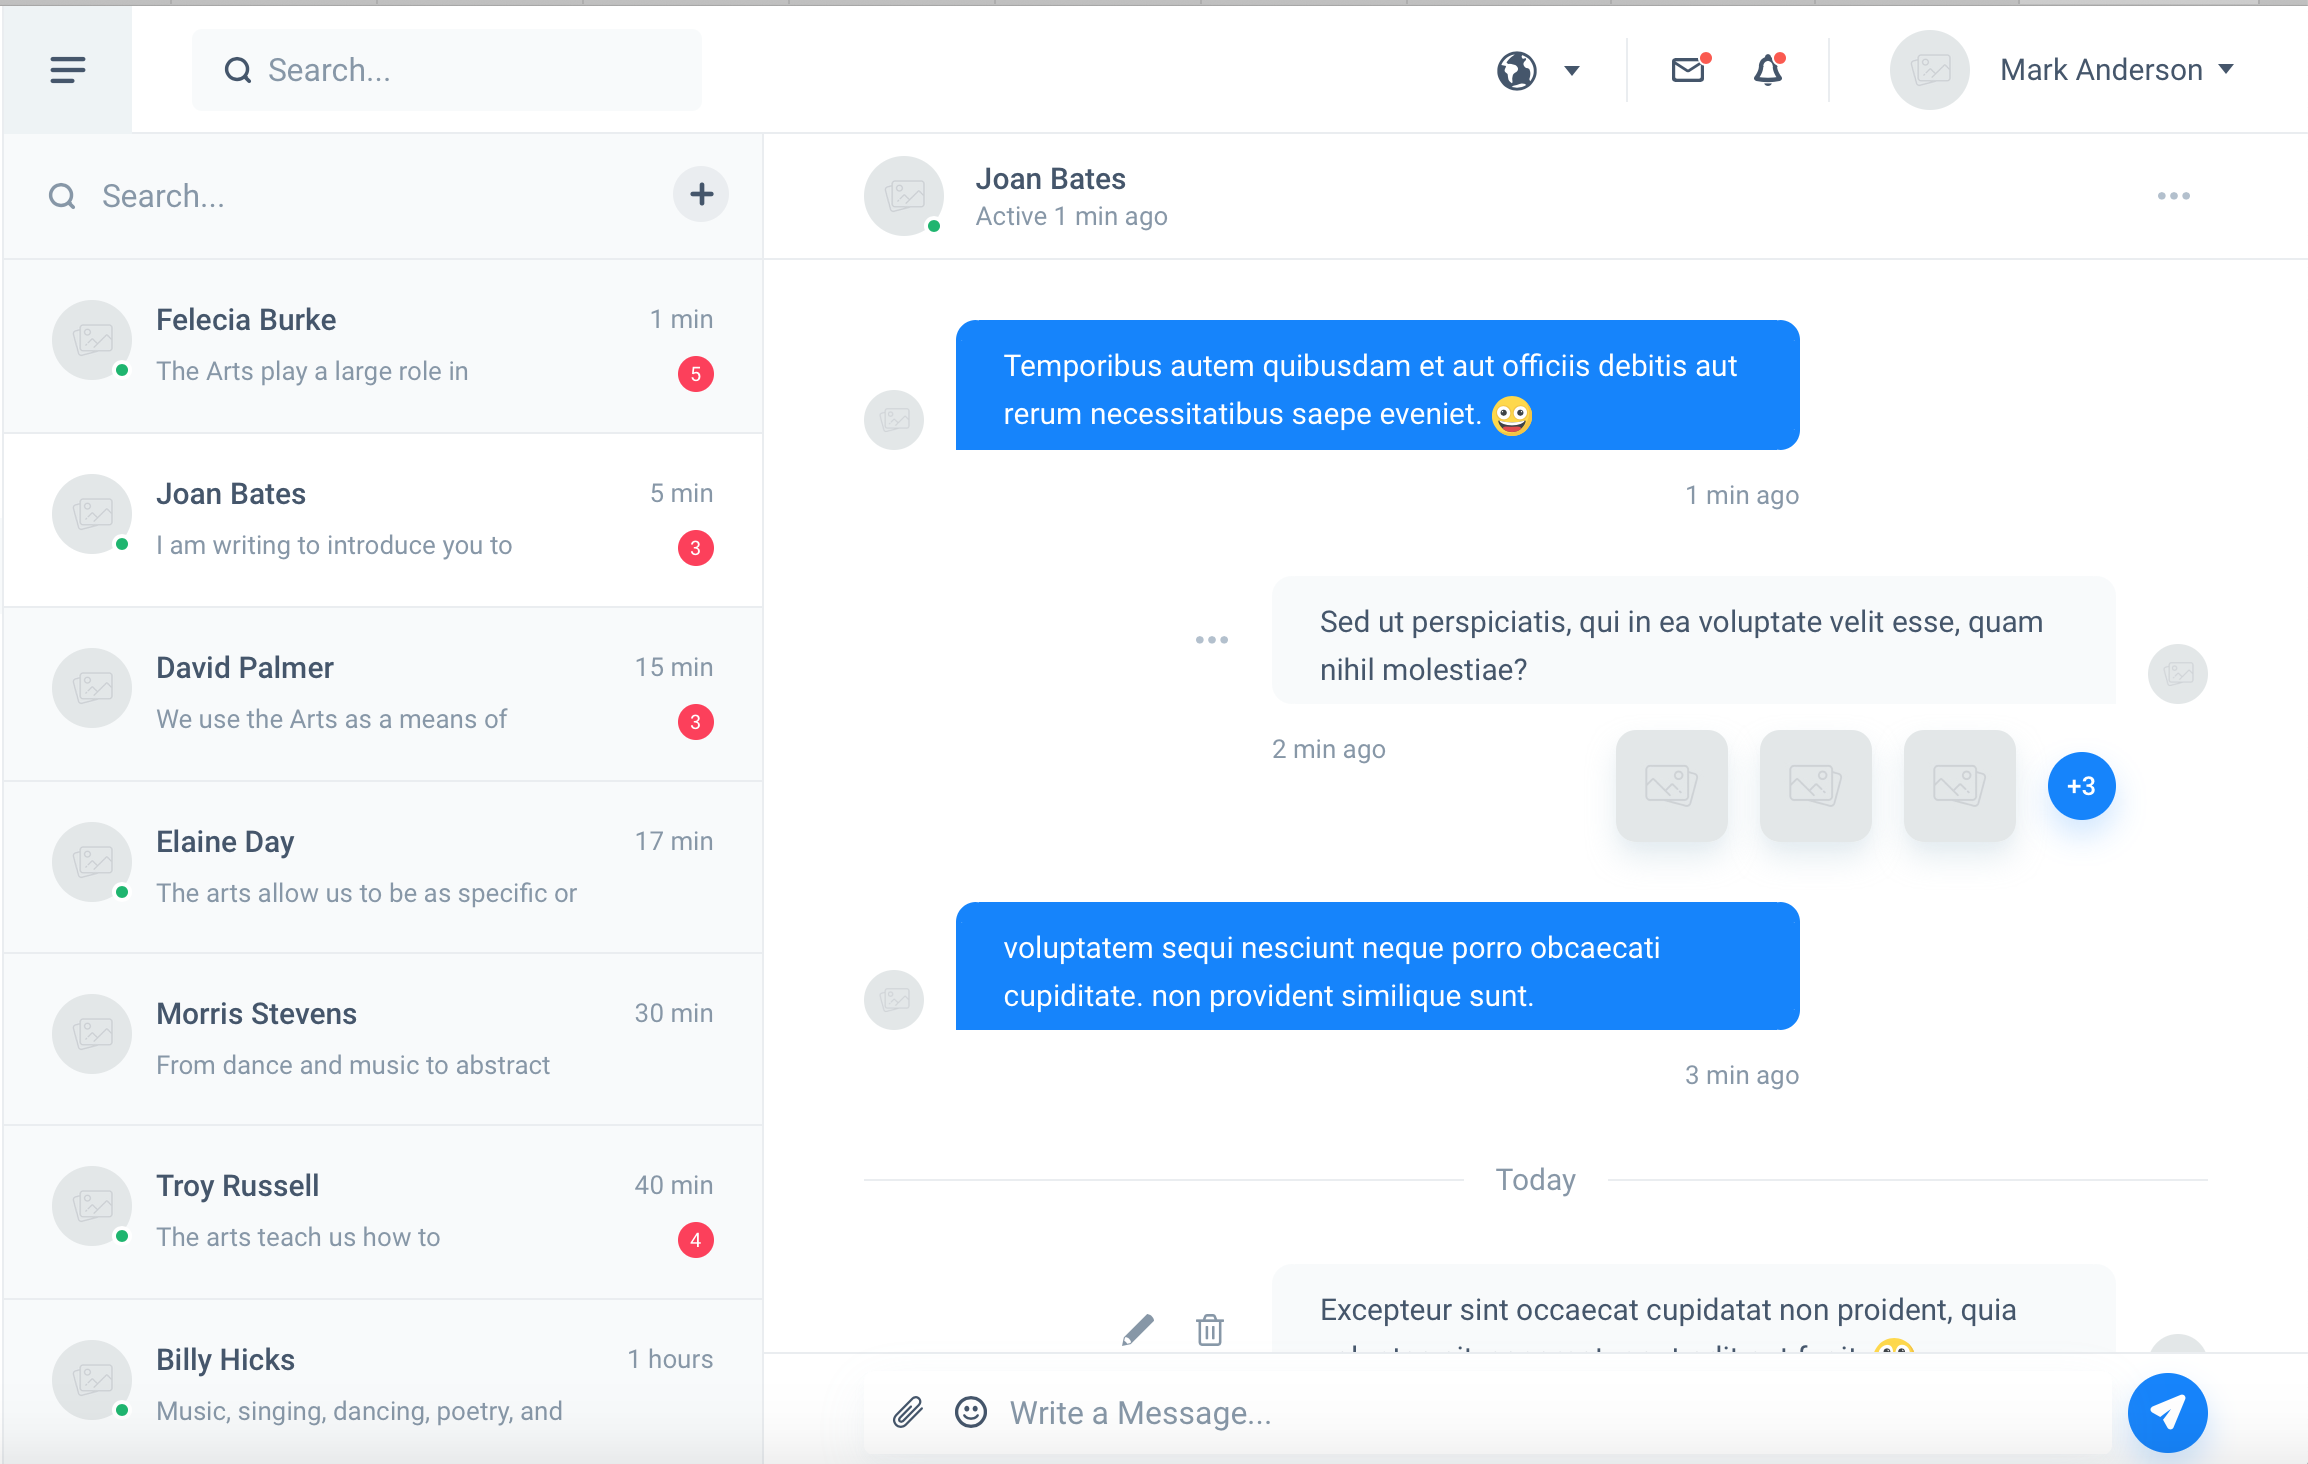 Search...
Mark Anderson
Search...
Felecia Burke
1 min
The Arts play a large role in
5
Joan Bates
5 min
I am writing to introduce you to
3
David Palmer
15 min
We use the Arts as a means of
3
Elaine Day
17 min
The arts allow us to be as specific or
Morris Stevens
30 min
From dance and music to abstract
Troy Russell
40 min
The arts teach us how to
4
Billy Hicks
1 hours
Music, singing, dancing, poetry, and
Joan Bates
Active 1 min ago
Temporibus autem quibusdam et aut officiis debitis aut
rerum necessitatibus saepe eveniet.
1 min ago
Sed ut perspiciatis, qui in ea voluptate velit esse, quam
nihil molestiae?
2 min ago
+3
voluptatem sequi nesciunt neque porro obcaecati
cupiditate. non provident similique sunt.
3 min ago
Today
Excepteur sint occaecat cupidatat non proident, quia
Write a Message...